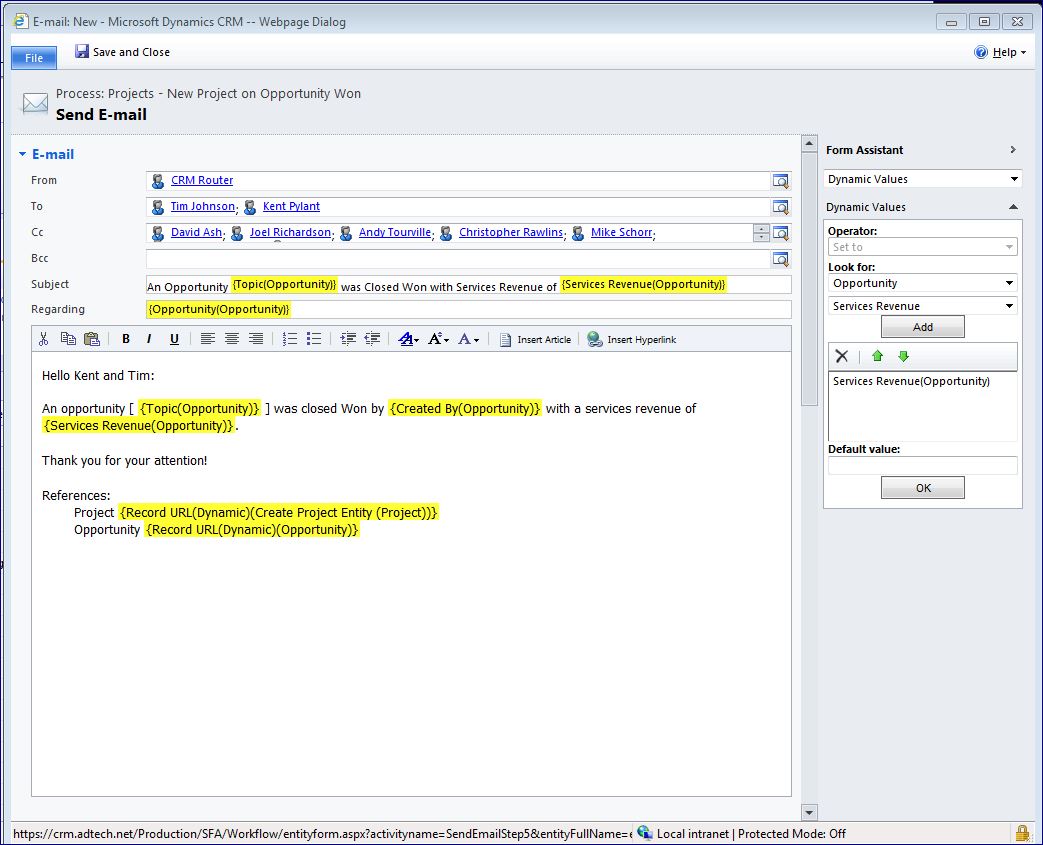 E-mail: New - Microsoft Dynamics CRM -- Webpage Dialog
File
Save and Close
Help
Process: Projects - New Project on Opportunity Won
Send E-mail
E-mail
From CRM Router
To Tim Johnson; Kent Pylant
Cc David Ash; Joel Richardson; Andy Tourville; Christopher Rawlins; Mike Schorr;
Bcc
Subject An Opportunity {Topic(Opportunity)} was Closed Won with Services Revenue of {Services Revenue(Opportunity)}
Regarding {Opportunity(Opportunity)}
B I U A A A Insert Article Insert Hyperlink
Hello Kent and Tim:
An opportunity [ {Topic(Opportunity)} ] was closed Won by {Created By(Opportunity)} with a services revenue of
{Services Revenue(Opportunity)}.
Thank you for your attention!
References:
Project {Record URL(Dynamic)(Create Project Entity (Project))}
Opportunity {Record URL(Dynamic)(Opportunity)}
Form Assistant
Dynamic Values
Dynamic Values
Operator:
Set to
Look for:
Opportunity
Services Revenue
Add
Services Revenue(Opportunity)
Default value:
OK
https://crm.adtech.net/Production/SFA/Workflow/entityform.aspx?activityname=SendEmailStep5&entityFullName=
Local intranet | Protected Mode: Off